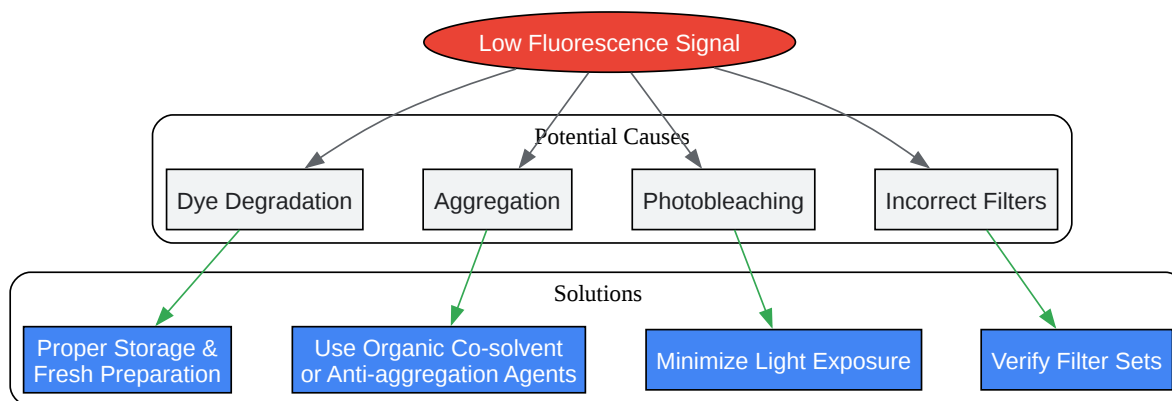 Low Fluorescence Signal
Potential Causes
Dye Degradation
Aggregation
Photobleaching
Incorrect Filters
Solutions
Proper Storage &
Fresh Preparation
Use Organic Co-solvent
or Anti-aggregation Agents
Minimize Light Exposure
Verify Filter Sets